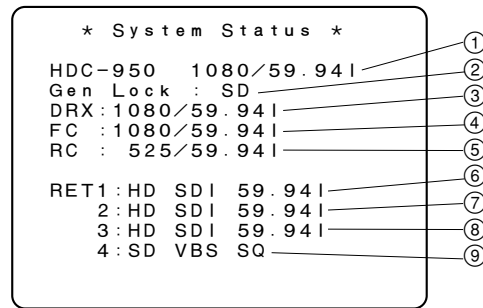 * System Status *
HDC-950 1080/59.94I ①
Gen Lock : SD ②
DRX:1080/59.94I ③
FC :1080/59.94I ④
RC : 525/59.94I ⑤
RET1:HD SDI 59.94I ⑥
2:HD SDI 59.94I ⑦
3:HD SDI 59.94I ⑧
4:SD VBS SQ ⑨